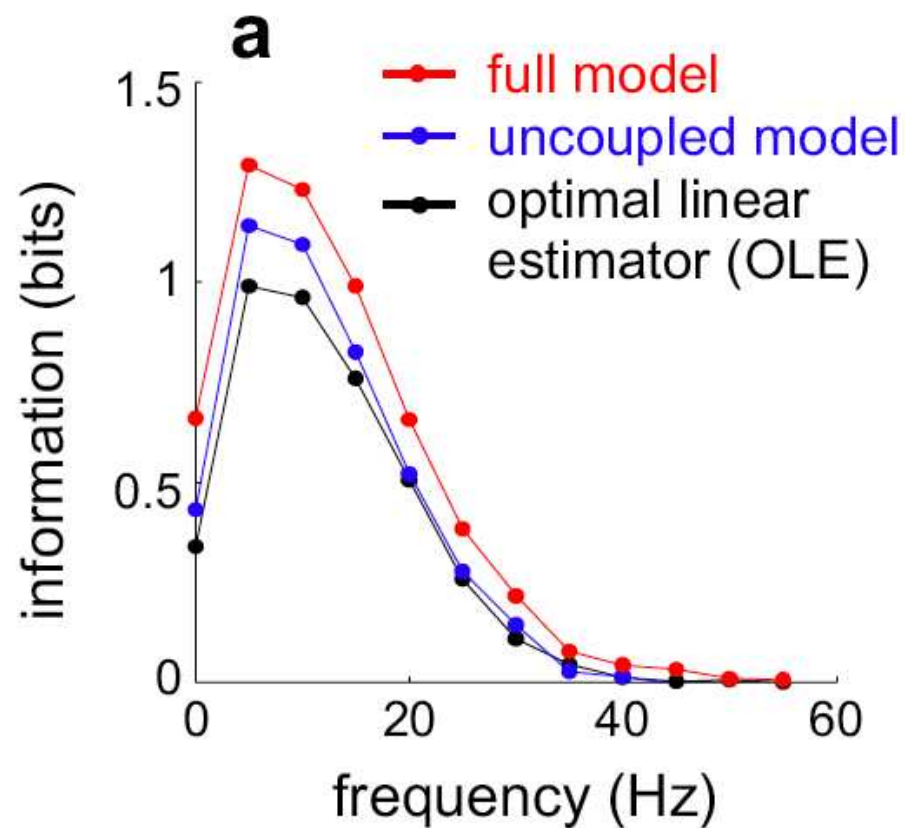 a
full model
uncoupled model
optimal linear
estimator (OLE)
information (bits)
1.5
1
0.5
0
0 20 40 60
frequency (Hz)